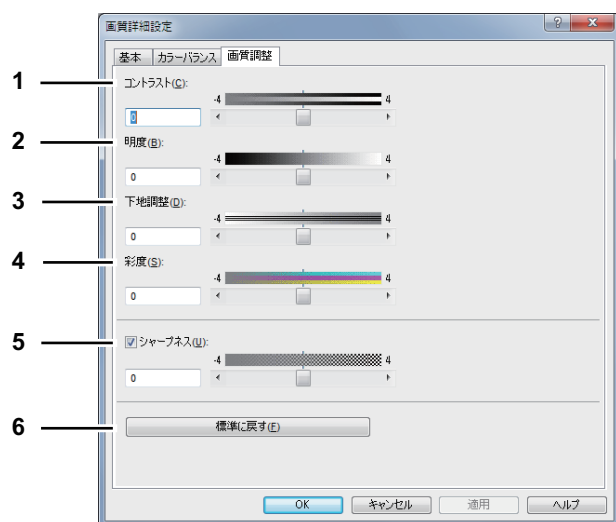 画質詳細設定
基本 カラーバランス 画質調整
1 コントラスト(C):
-4 4
0
2 明度(B):
-4 4
0
3 下地調整(D):
-4 4
0
4 彩度(S):
-4 4
0
5 シャープネス(U):
-4 4
0
6 標準に戻す(F)
OK キャンセル 適用 ヘルプ